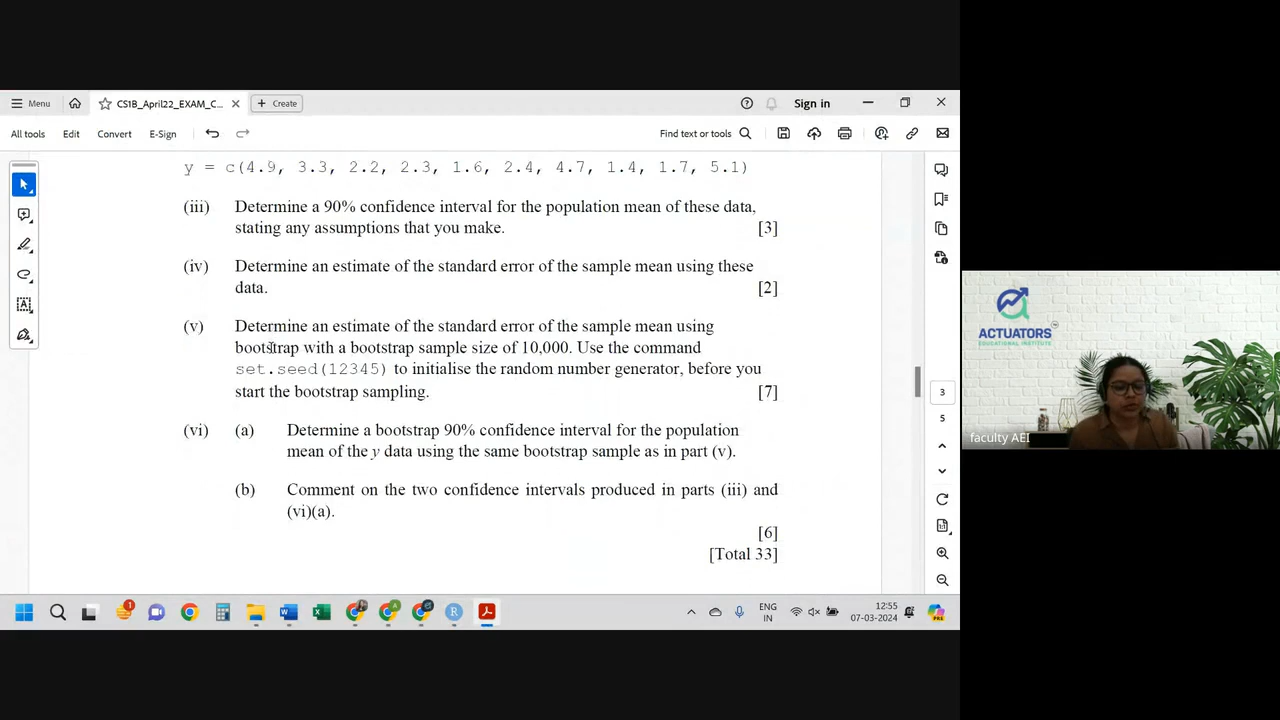 Menu
CS1B_April22_EXAM_C...
Create
Sign in
All tools
Edit
Convert
E-Sign
Find text or tools
y = c(4.9, 3.3, 2.2, 2.3, 1.6, 2.4, 4.7, 1.4, 1.7, 5.1)
(iii) Determine a 90% confidence interval for the population mean of these data,
stating any assumptions that you make. [3]
(iv) Determine an estimate of the standard error of the sample mean using these
data. [2]
(v) Determine an estimate of the standard error of the sample mean using
bootstrap with a bootstrap sample size of 10,000. Use the command
set.seed(12345) to initialise the random number generator, before you
start the bootstrap sampling. [7]
(vi) (a) Determine a bootstrap 90% confidence interval for the population
mean of the y data using the same bootstrap sample as in part (v).
(b) Comment on the two confidence intervals produced in parts (iii) and
(vi)(a).
[6]
[Total 33]
3
5
ACTUATORS
EDUCATIONAL INSTITUTE
faculty AEI
ENG
IN
12:55
07-03-2024